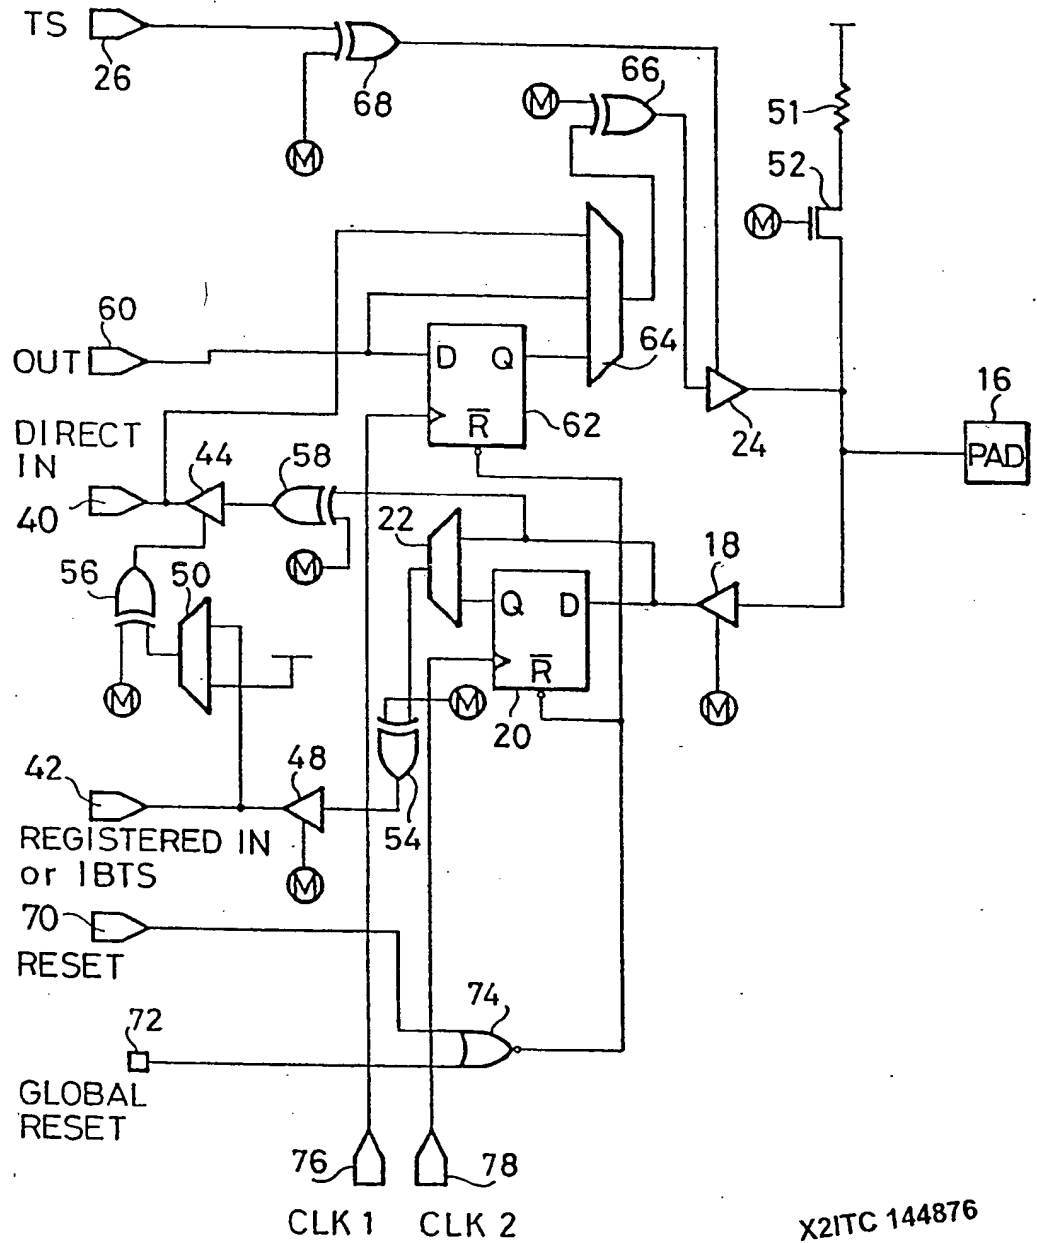 TS
26
68
M
M
66
51
52
M
60
OUT
D Q
R̅
62
64
24
16
PAD
DIRECT
IN
40
44
58
M
22
18
M
56
50
M
Q D
R̅
20
M
42
48
54
REGISTERED IN
or IBTS
M
70
RESET
72
GLOBAL
RESET
74
76
78
CLK 1 CLK 2
X2ITC 144876